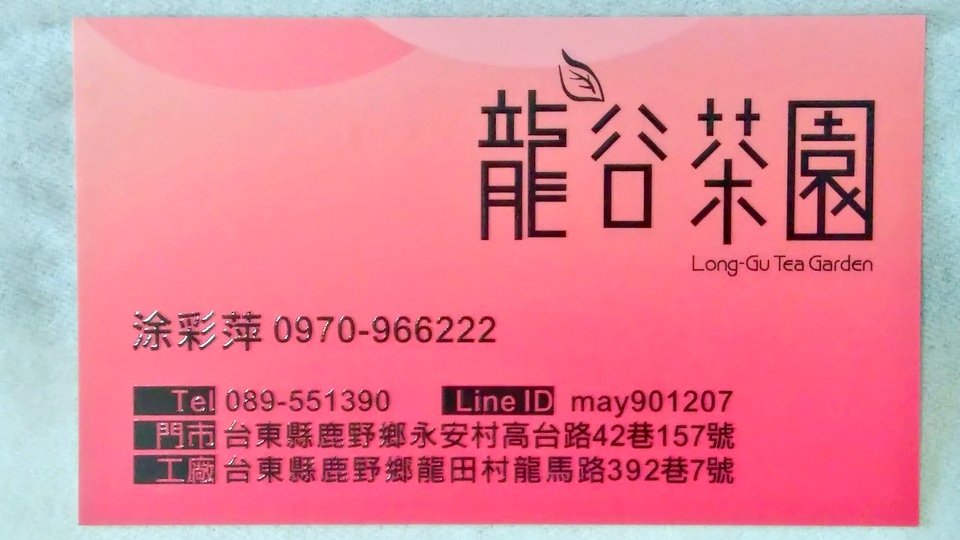 龍谷茶園
Long-Gu Tea Garden
涂彩萍 0970-966222
Tel 089-551390 Line ID may901207
門市 台東縣鹿野鄉永安村高台路42巷157號
工廠 台東縣鹿野鄉龍田村龍馬路392巷7號